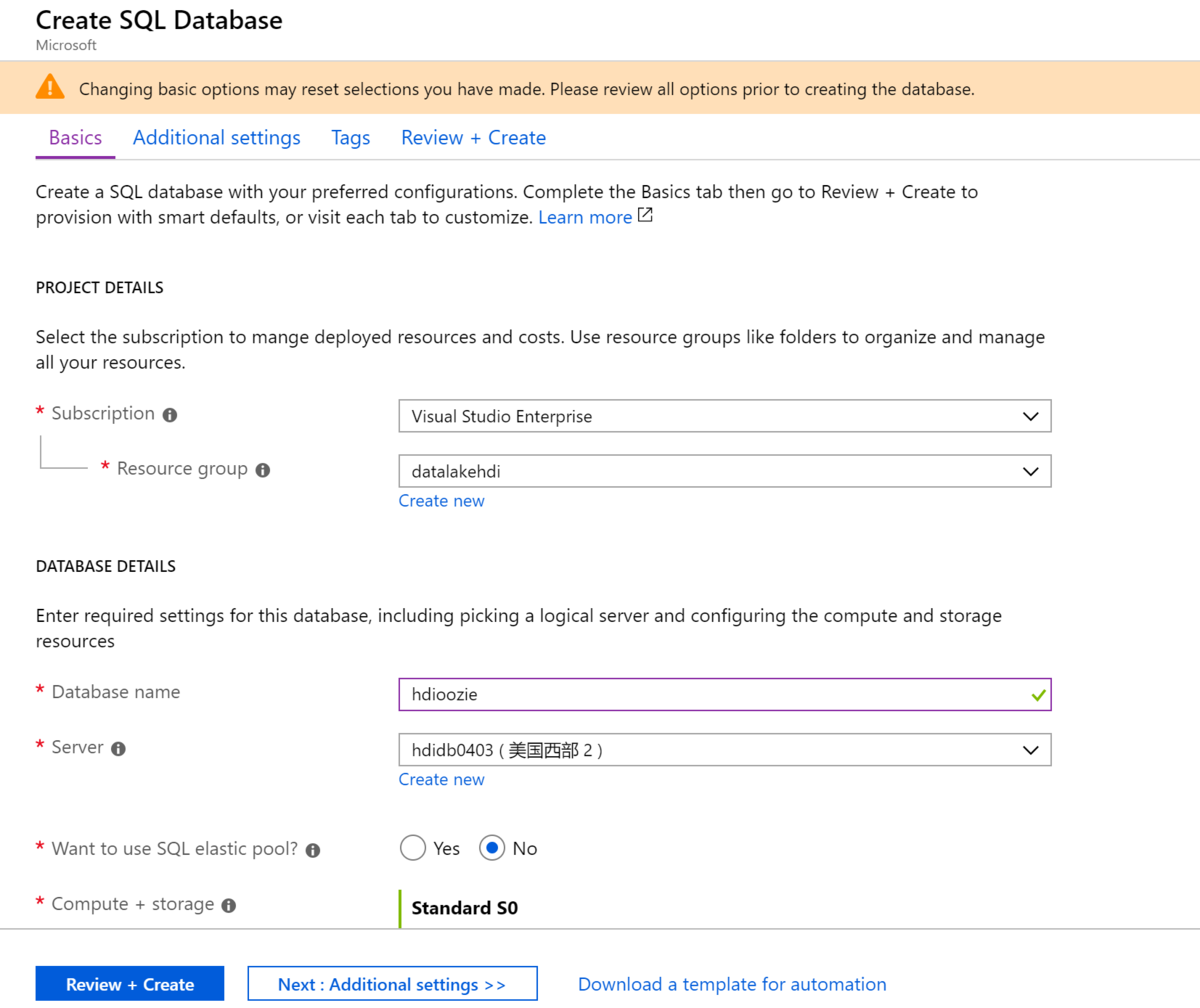 Create SQL Database
Microsoft
Changing basic options may reset selections you have made. Please review all options prior to creating the database.
Basics Additional settings Tags Review + Create
Create a SQL database with your preferred configurations. Complete the Basics tab then go to Review + Create to
provision with smart defaults, or visit each tab to customize. Learn more
PROJECT DETAILS
Select the subscription to mange deployed resources and costs. Use resource groups like folders to organize and manage
all your resources.
* Subscription Visual Studio Enterprise
* Resource group datalakehdi
Create new
DATABASE DETAILS
Enter required settings for this database, including picking a logical server and configuring the compute and storage
resources
* Database name hdioozie
* Server hdidb0403 ( 美国西部 2 )
Create new
* Want to use SQL elastic pool? Yes No
* Compute + storage Standard S0
Review + Create Next : Additional settings >> Download a template for automation